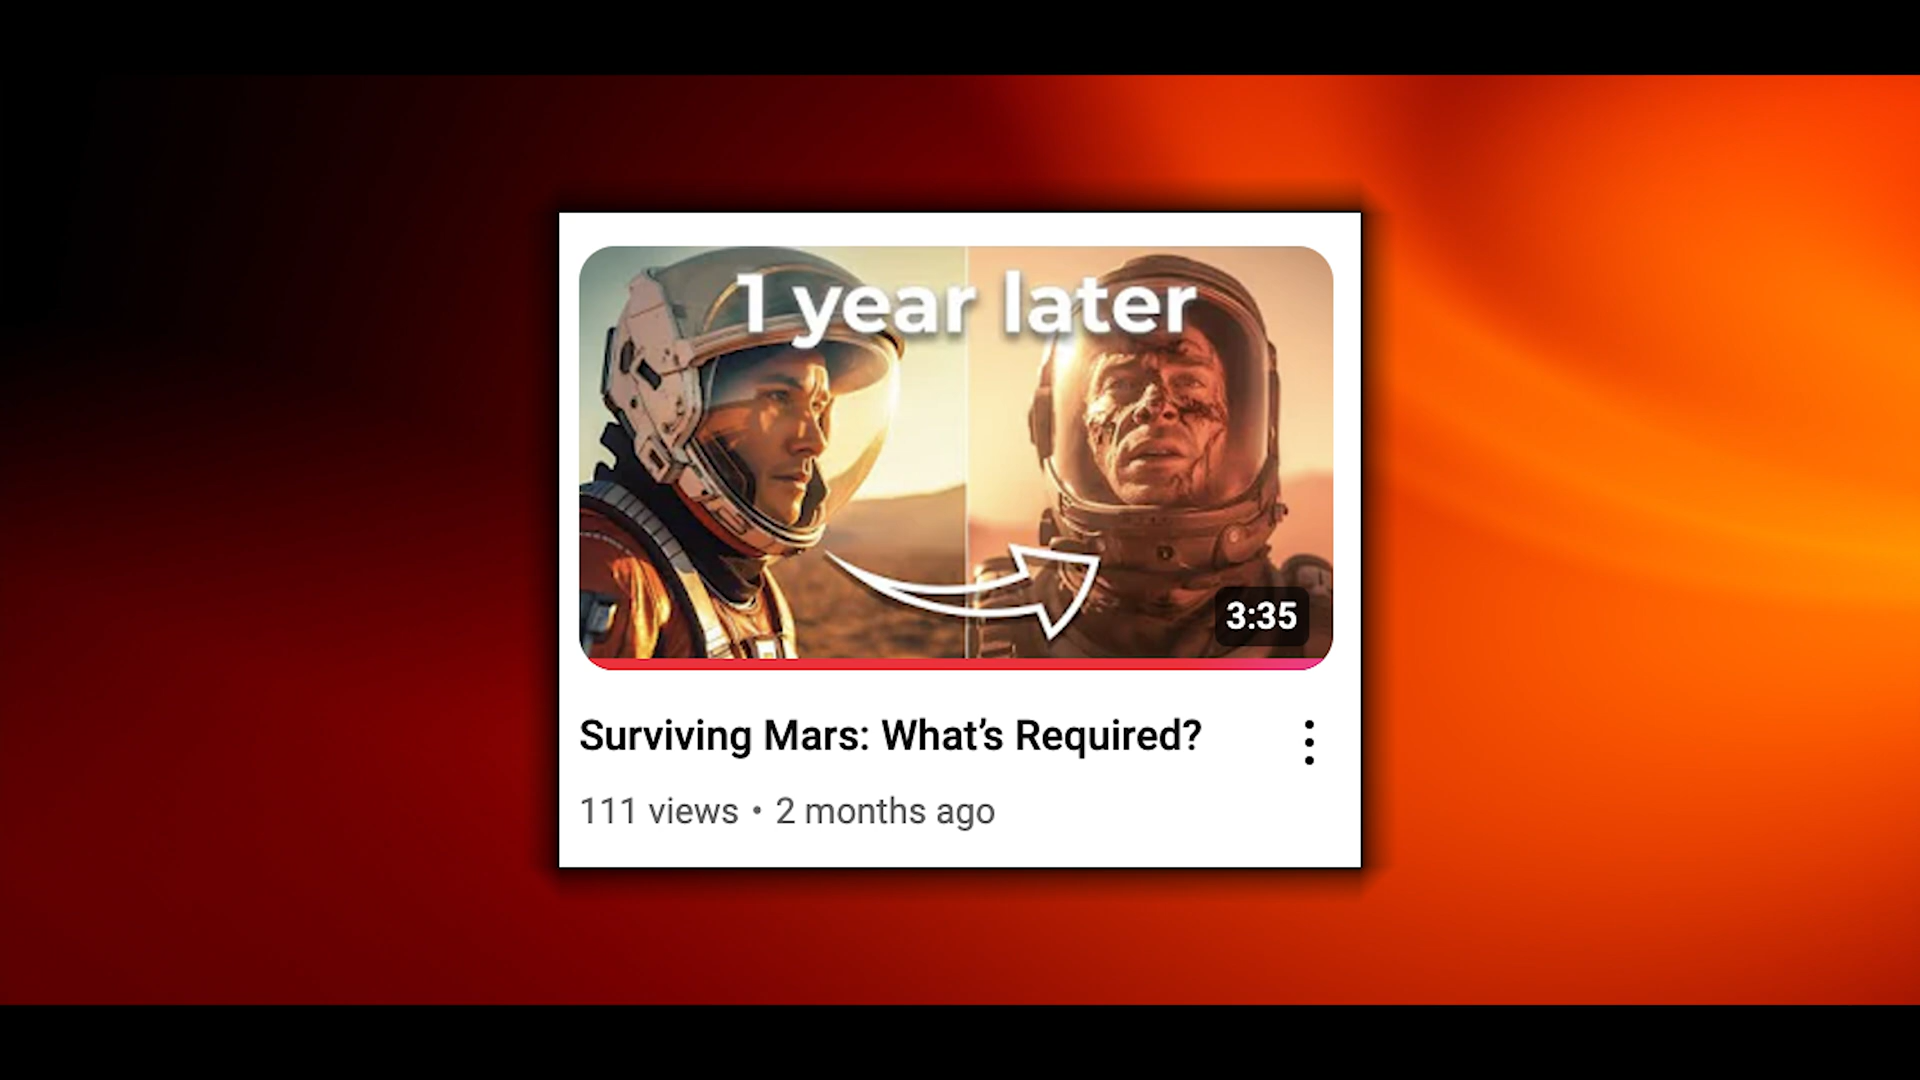 1 year later
3:35
Surviving Mars: What’s Required?
111 views • 2 months ago